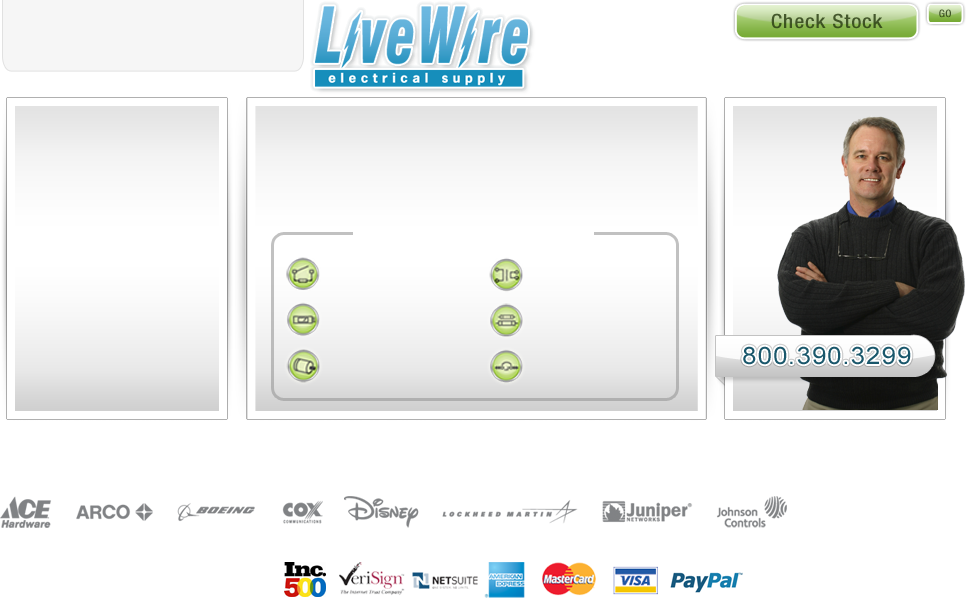 LiveWire
electrical supply
Check Stock
GO
800.390.3299
ACE
Hardware
ARCO
BOEING
COX
COMMUNICATIONS
Disney
LOCKHEED MARTIN
Juniper
NETWORKS
Johnson
Controls
Inc.
500
VeriSign
The Internet Trust Company
NETSUITE
AMERICAN
EXPRESS
MasterCard
VISA
PayPal